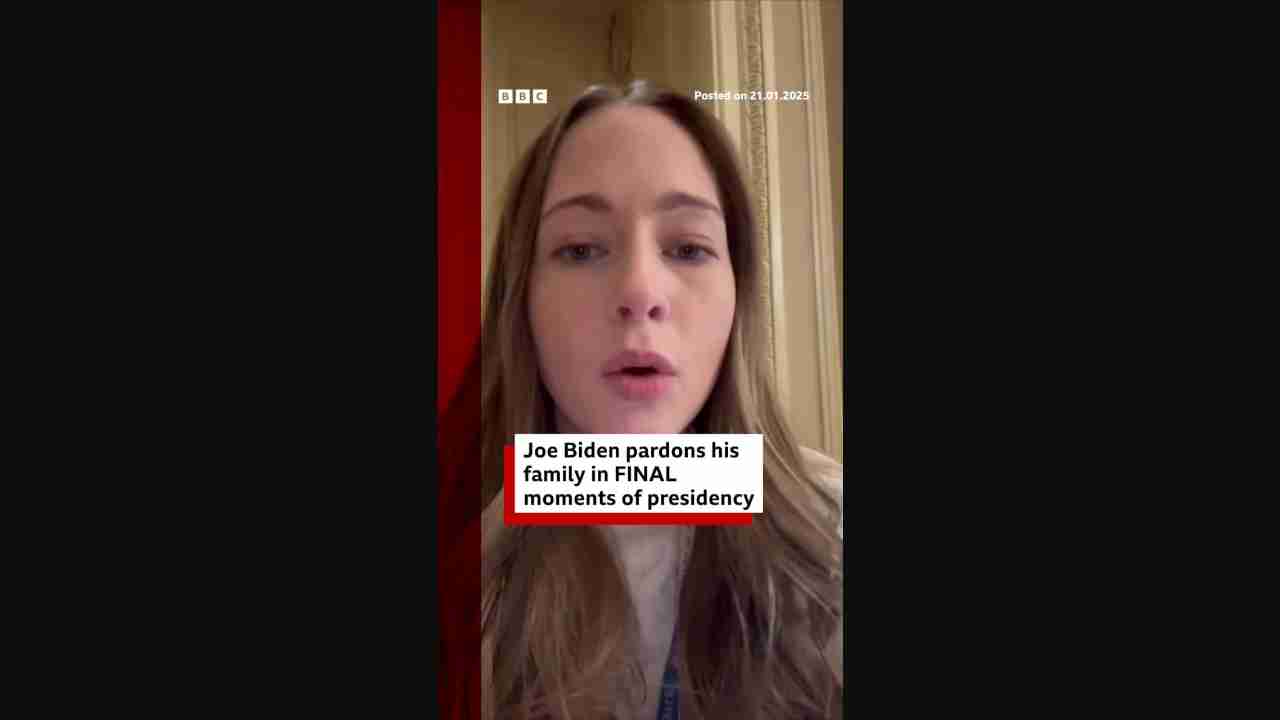 BBC
Posted on 21.01.2025
Joe Biden pardons his
family in FINAL
moments of presidency